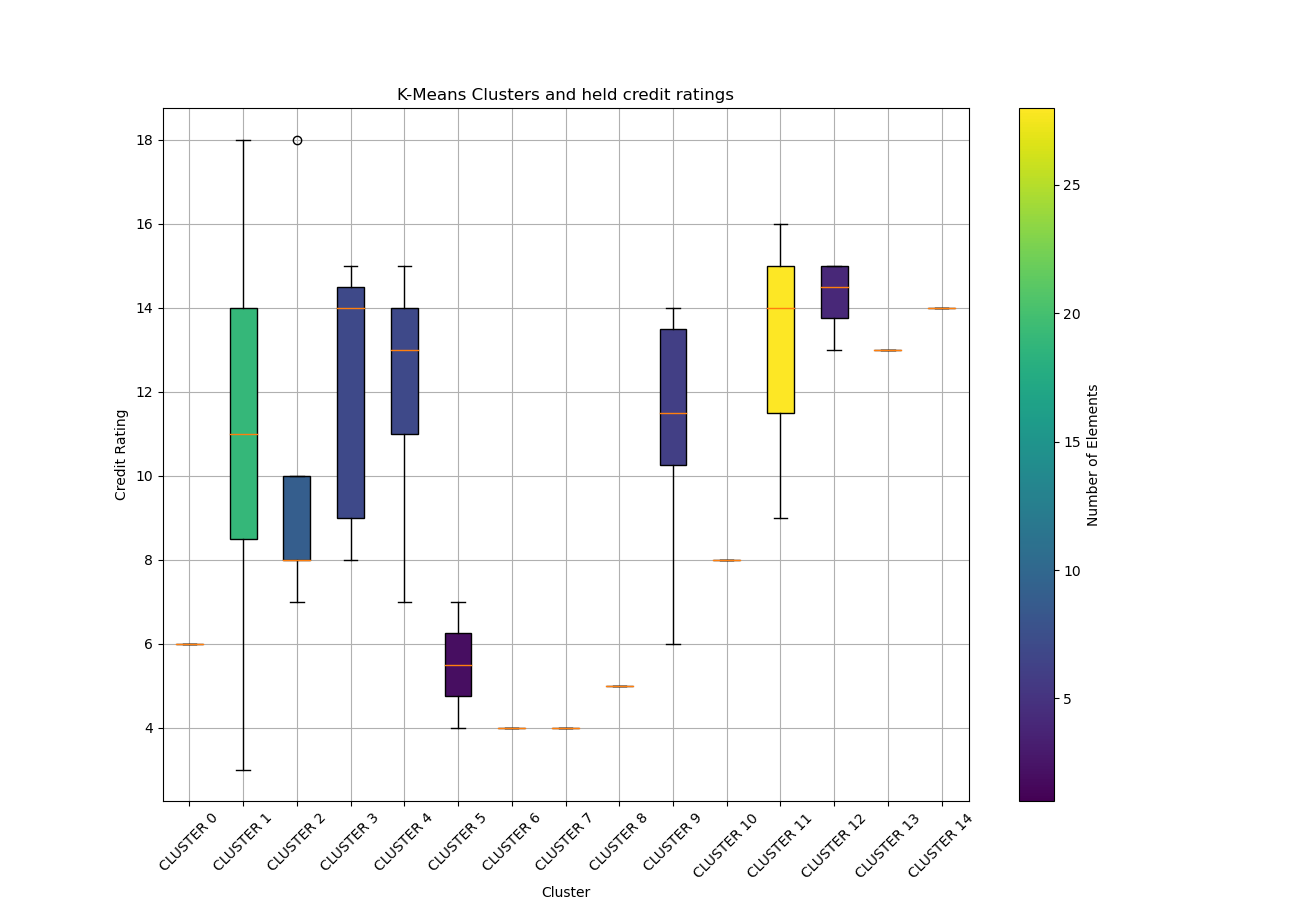 K-Means Clusters and held credit ratings
18
16
14
12
10
8
6
4
Credit Rating
CLUSTER 0
CLUSTER 1
CLUSTER 2
CLUSTER 3
CLUSTER 4
CLUSTER 5
CLUSTER 6
CLUSTER 7
CLUSTER 8
CLUSTER 9
CLUSTER 10
CLUSTER 11
CLUSTER 12
CLUSTER 13
CLUSTER 14
Cluster
25
20
15
10
5
Number of Elements